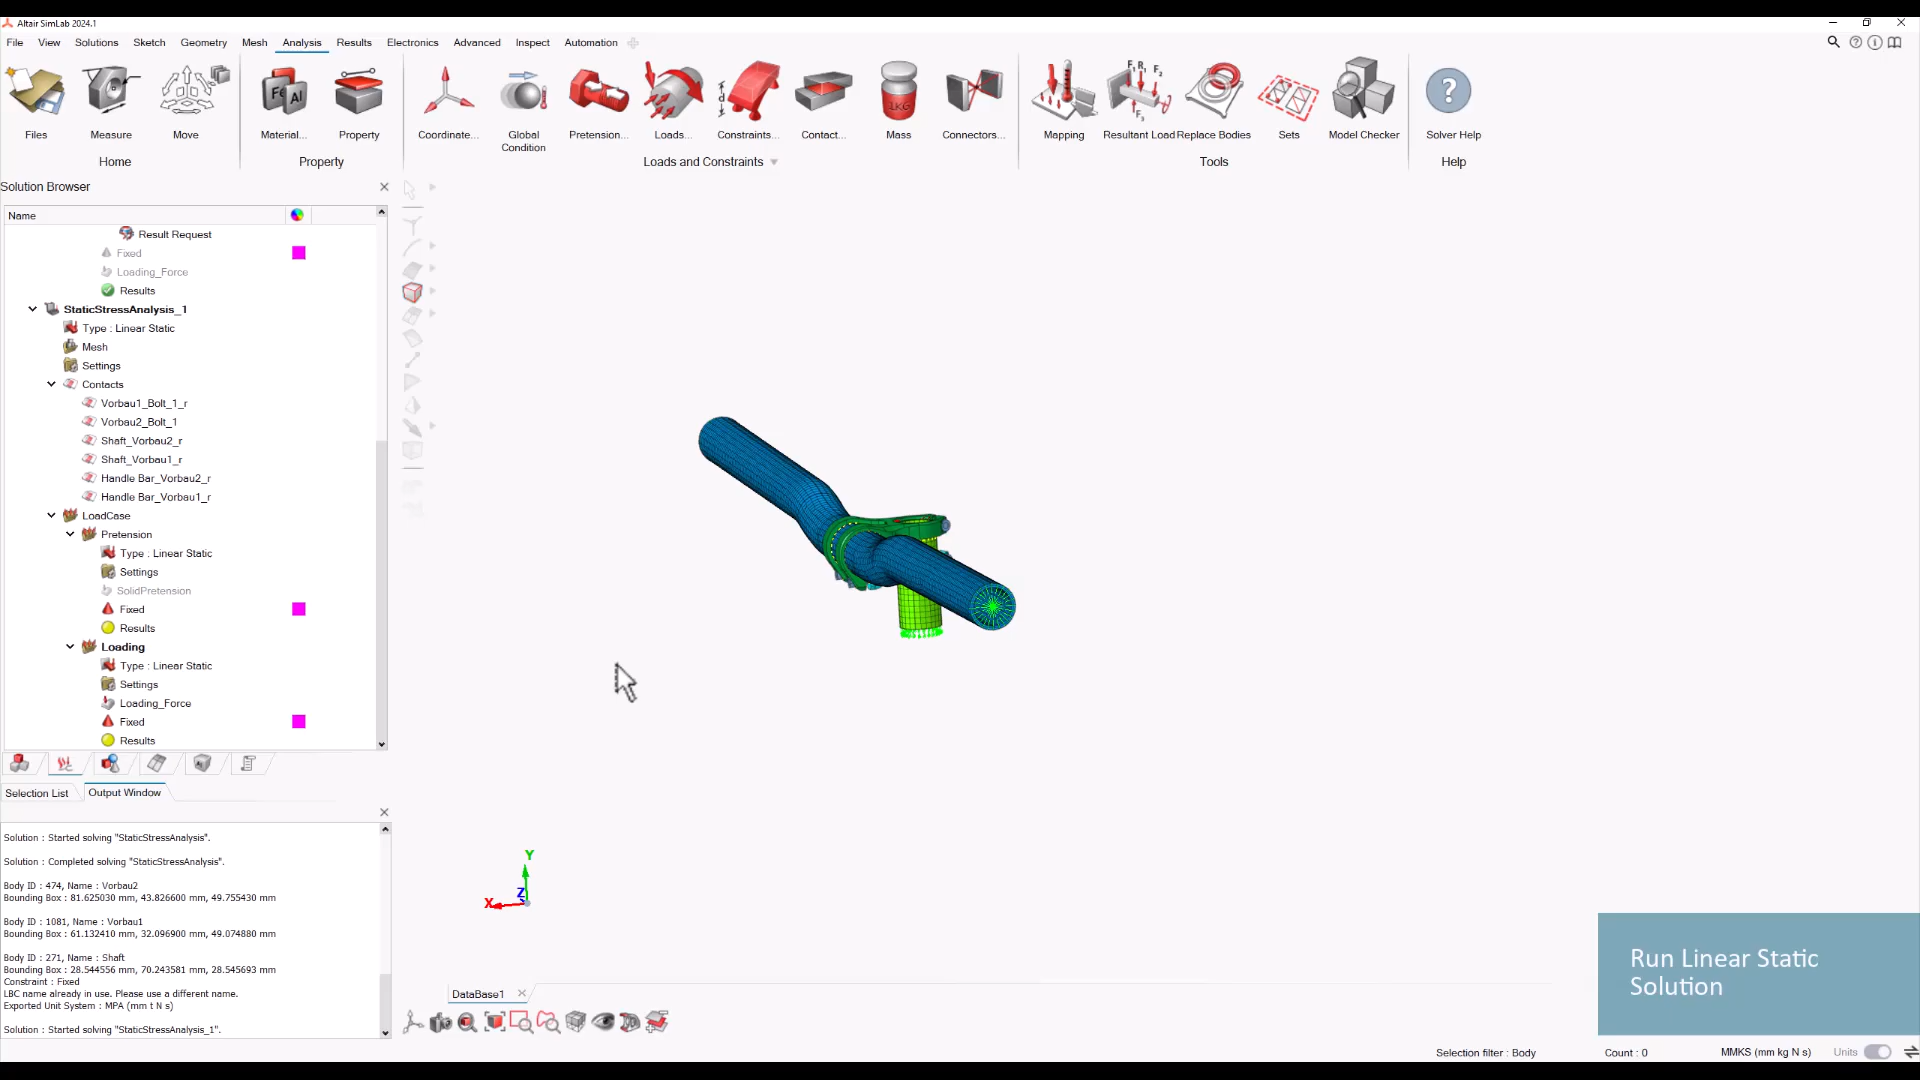 Altair SimLab 2024.1
File View Solutions Sketch Geometry Mesh Analysis Results Electronics Advanced Inspect Automation
Fe Al F1 R1 F2 F3 1KG d ?
Files Measure Move Material... Property Coordinate... Global Condition Pretension... Loads... Constraints... Contact... Mass Connectors... Mapping Resultant Load Replace Bodies Sets Model Checker Solver Help
Home Property Loads and Constraints Tools Help
Solution Browser
Name
Result Request
Fixed
Loading_Force
Results
StaticStressAnalysis_1
Type : Linear Static
Mesh
Settings
Contacts
Vorbau1_Bolt_1_r
Vorbau2_Bolt_1
Shaft_Vorbau2_r
Shaft_Vorbau1_r
Handle Bar_Vorbau2_r
Handle Bar_Vorbau1_r
LoadCase
Pretension
Type : Linear Static
Settings
SolidPretension
Fixed
Results
Loading
Type : Linear Static
Settings
Loading_Force
Fixed
Results
Selection List Output Window
Solution : Started solving "StaticStressAnalysis".
Solution : Completed solving "StaticStressAnalysis".
Body ID : 474, Name : Vorbau2
Bounding Box : 81.625030 mm, 43.826600 mm, 49.755430 mm
Body ID : 1081, Name : Vorbau1
Bounding Box : 61.132410 mm, 32.096900 mm, 49.074880 mm
Body ID : 271, Name : Shaft
Bounding Box : 28.544556 mm, 70.243581 mm, 28.545693 mm
Constraint : Fixed
LBC name already in use. Please use a different name.
Exported Unit System : MPA (mm t N s)
Solution : Started solving "StaticStressAnalysis_1".
Y
Z
X
DataBase1
Run Linear Static
Solution
Selection filter : Body Count : 0 MMKS (mm kg N s) Units